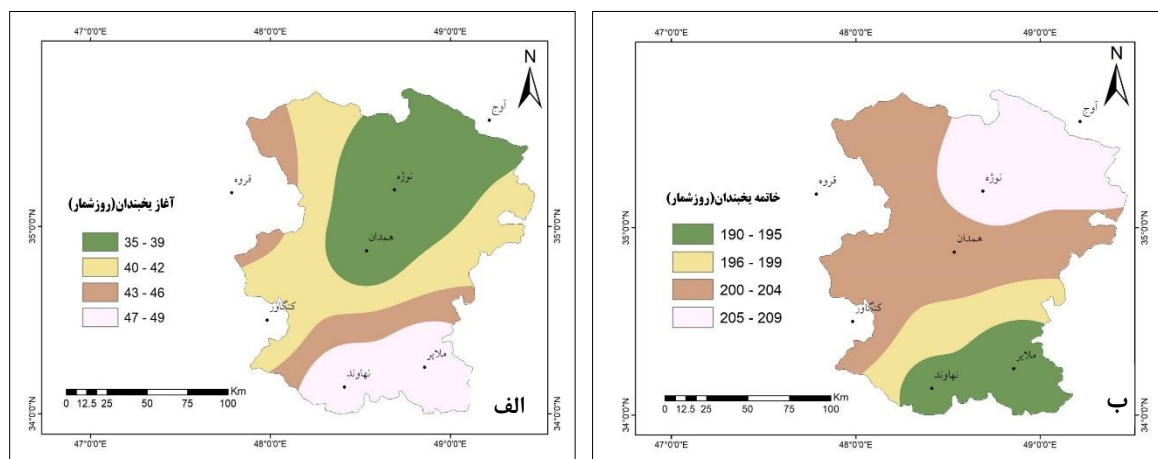 47°0'0"E 48°0'0"E 49°0'0"E
N
آوج
قروه
نوژه
آغاز یخبندان(روزشمار)
35 - 39
40 - 42
43 - 46
47 - 49
35°0'0"N
35°0'0"N
همدان
کنگاور
ملایر
نهاوند
Km
0 12.5 25 50 75 100
34°0'0"N
34°0'0"N
الف
47°0'0"E 48°0'0"E 49°0'0"E
N
آوج
قروه
نوژه
خاتمه یخبندان(روزشمار)
190 - 195
196 - 199
200 - 204
205 - 209
35°0'0"N
35°0'0"N
همدان
کنگاور
ملایر
نهاوند
Km
0 12.5 25 50 75 100
34°0'0"N
34°0'0"N
ب
47°0'0"E 48°0'0"E 49°0'0"E
47°0'0"E 48°0'0"E 49°0'0"E